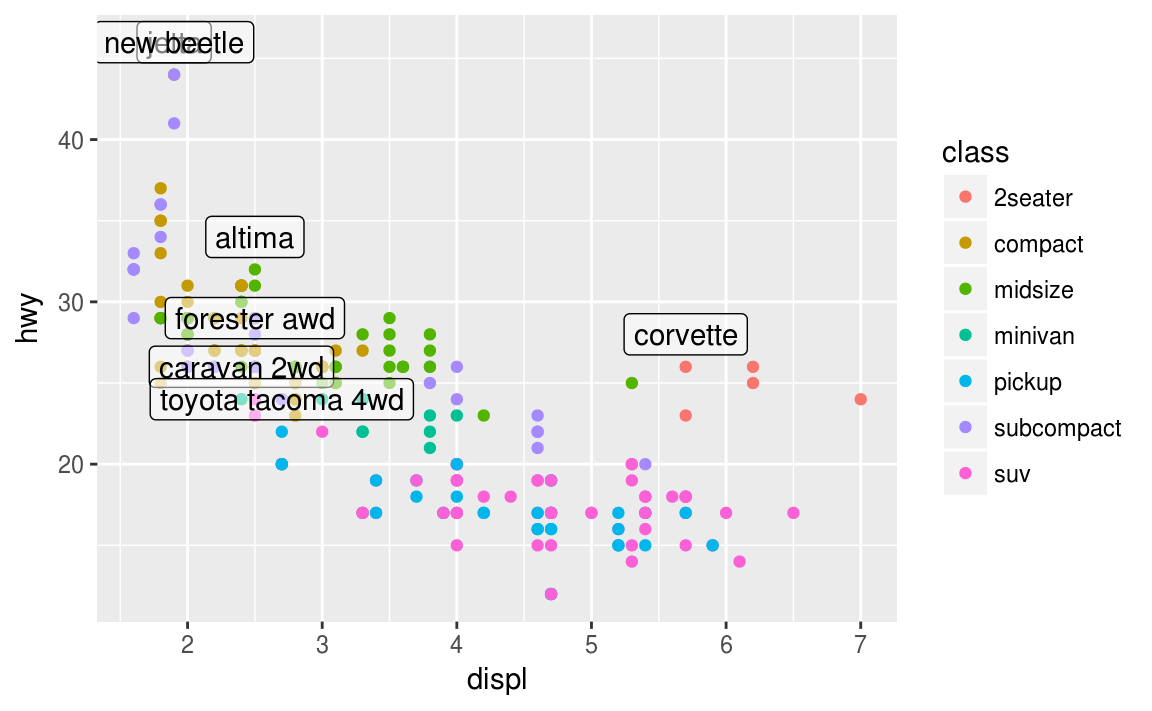 new beetle
jetta
altima
forester awd
corvette
caravan 2wd
toyota tacoma 4wd
40
30
20
hwy
2
3
4
5
6
7
displ
class
2seater
compact
midsize
minivan
pickup
subcompact
suv